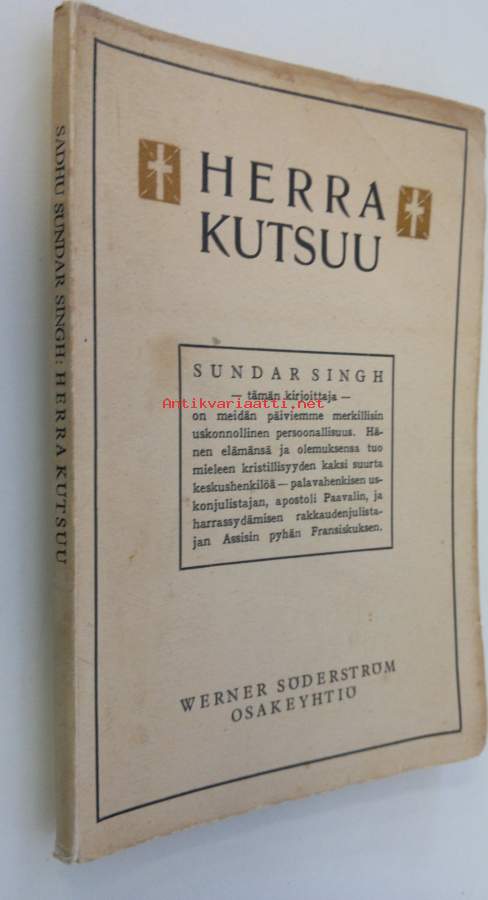 SADHU SUNDAR SINGH: HERRA KUTSUU
HERRA
KUTSUU
SUNDAR SINGH
— tämän kirjoittaja —
Antikvariaatti.net
on meidän päiviemme merkillisin
uskonnollinen persoonallisuus. Hä-
nen elämänsä ja olemuksensa tuo
mieleen kristillisyyden kaksi suurta
keskushenkilöä — palavahenkisen us-
konjulistajan, apostoli Paavalin, ja
harrassydämisen rakkaudenjulista-
jan Assisin pyhän Fransiskuksen.
WERNER SÖDERSTRÖM
OSAKEYHTIÖ